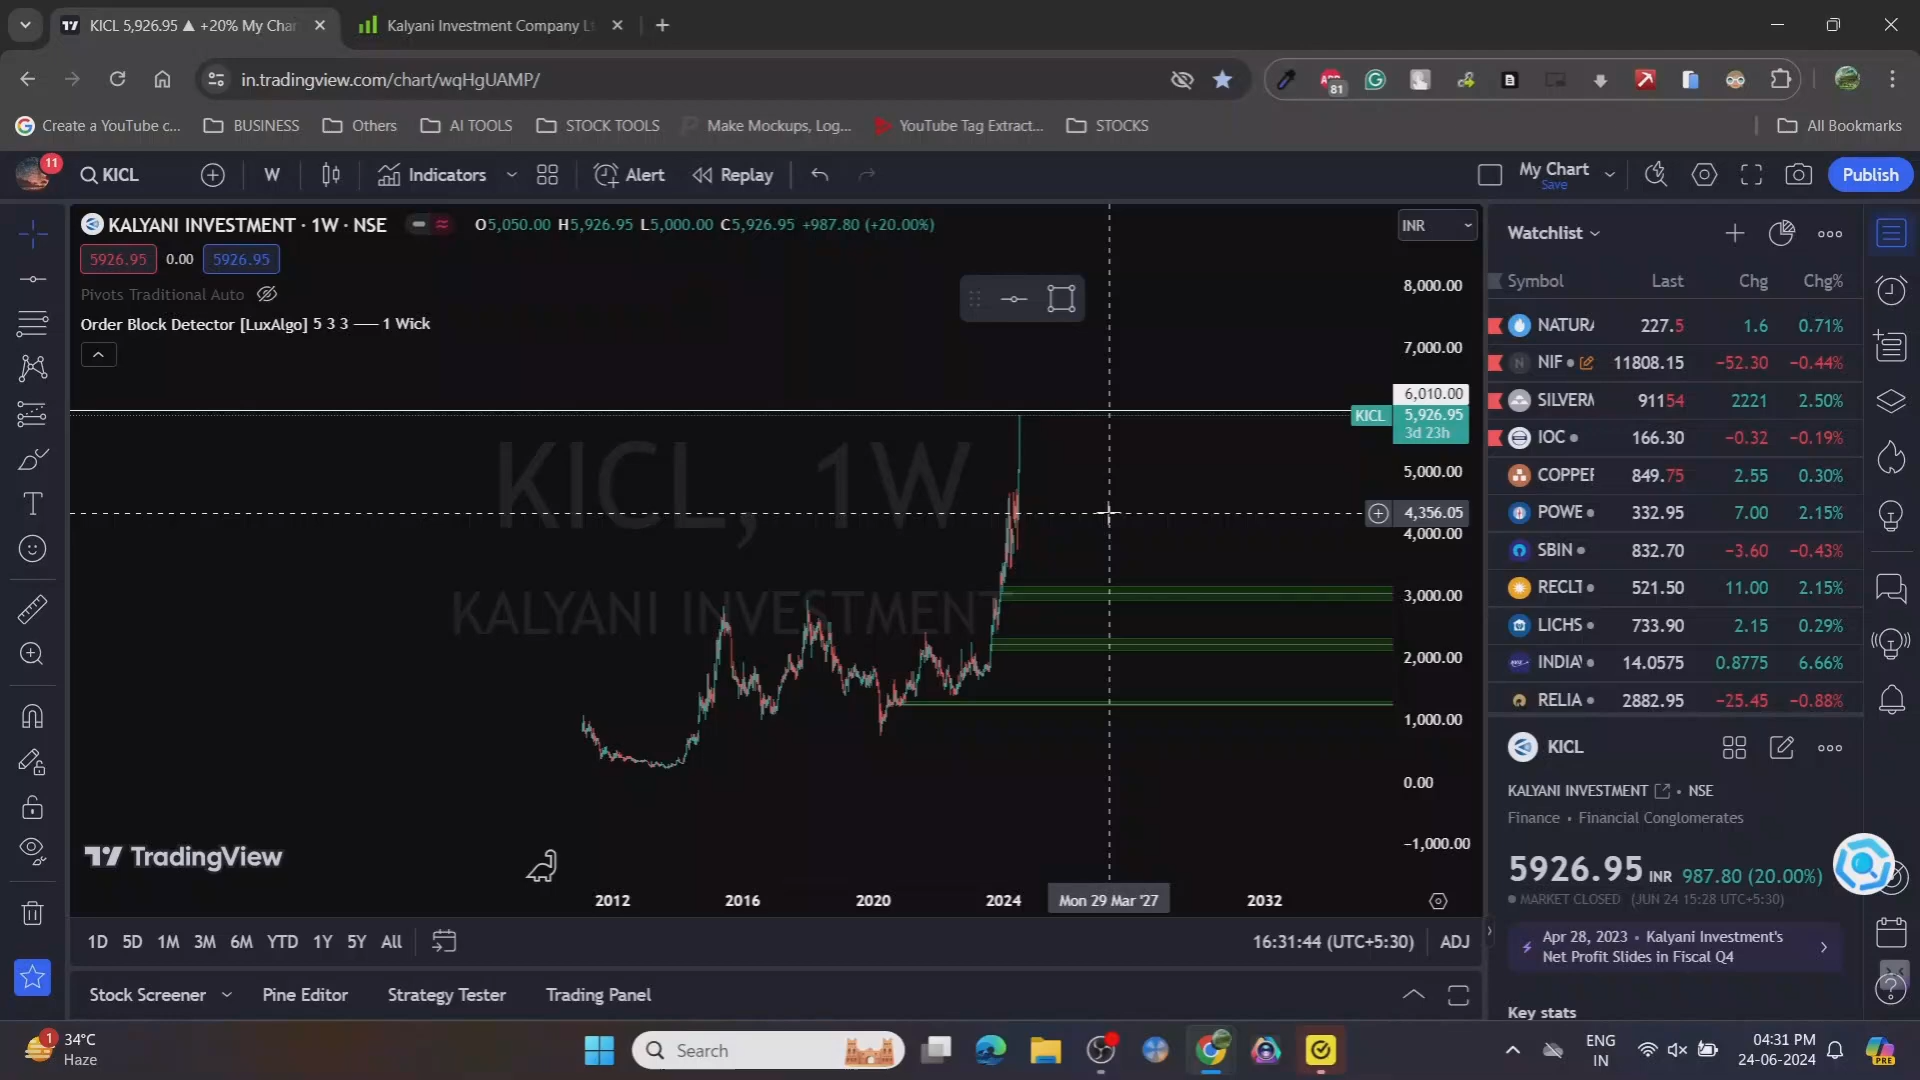 KICL 5,926.95 ▲ +20% My Char
Kalyani Investment Company L
in.tradingview.com/chart/wqHgUAMP/
81
Create a YouTube c...
BUSINESS
Others
AI TOOLS
STOCK TOOLS
Make Mockups, Log...
YouTube Tag Extract...
STOCKS
All Bookmarks
11
KICL
W
Indicators
Alert
Replay
My Chart
Save
Publish
KALYANI INVESTMENT · 1W · NSE
O5,050.00 H5,926.95 L5,000.00 C5,926.95 +987.80 (+20.00%)
INR
5926.95 0.00 5926.95
Pivots Traditional Auto
Order Block Detector [LuxAlgo] 5 3 3 —— 1 Wick
KICL, 1W
KALYANI INVESTMENT
8,000.00
7,000.00
6,010.00
KICL 5,926.95
3d 23h
5,000.00
4,356.05
4,000.00
3,000.00
2,000.00
1,000.00
0.00
−1,000.00
TradingView
2012 2016 2020 2024 Mon 29 Mar '27 2032
1D 5D 1M 3M 6M YTD 1Y 5Y All
16:31:44 (UTC+5:30) ADJ
Stock Screener Pine Editor Strategy Tester Trading Panel
Watchlist
Symbol Last Chg Chg%
NATURA 227.5 1.6 0.71%
NIF 11808.15 −52.30 −0.44%
SILVERM 91154 2221 2.50%
IOC 166.30 −0.32 −0.19%
COPPER 849.75 2.55 0.30%
POWE 332.95 7.00 2.15%
SBIN 832.70 −3.60 −0.43%
RECLT 521.50 11.00 2.15%
LICHS 733.90 2.15 0.29%
INDIAV 14.0575 0.8775 6.66%
RELIA 2882.95 −25.45 −0.88%
KICL
KALYANI INVESTMENT • NSE
Finance • Financial Conglomerates
5926.95 INR 987.80 (20.00%)
MARKET CLOSED (JUN 24 15:28 UTC+5:30)
Apr 28, 2023 • Kalyani Investment's
Net Profit Slides in Fiscal Q4
Key stats
1
34°C
Haze
Search
ENG
IN
04:31 PM
24-06-2024
PRE